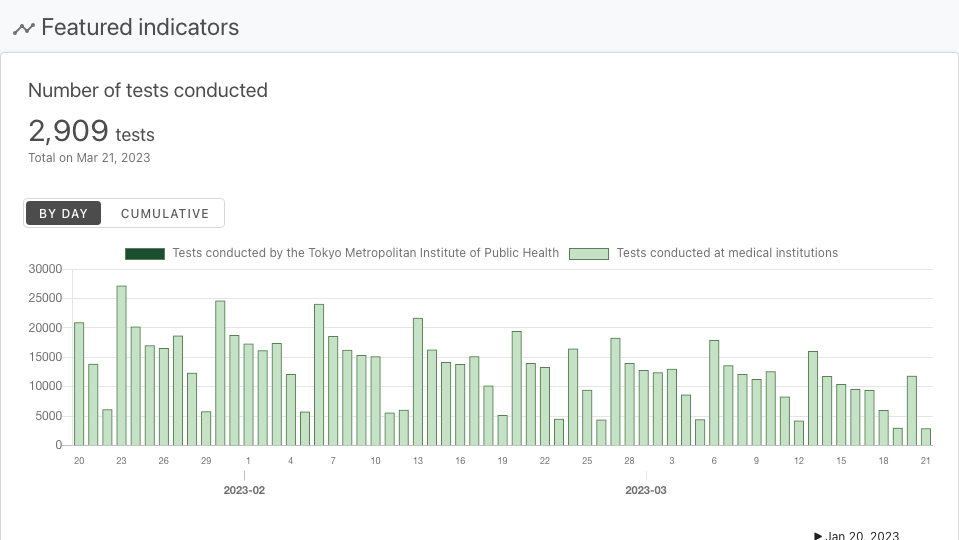 Featured indicators
Number of tests conducted
2,909 tests
Total on Mar 21, 2023
BY DAY CUMULATIVE
Tests conducted by the Tokyo Metropolitan Institute of Public Health Tests conducted at medical institutions
30000
25000
20000
15000
10000
5000
0
20 23 26 29 1 4 7 10 13 16 19 22 25 28 3 6 9 12 15 18 21
2023-02 2023-03
Jan 20, 2023